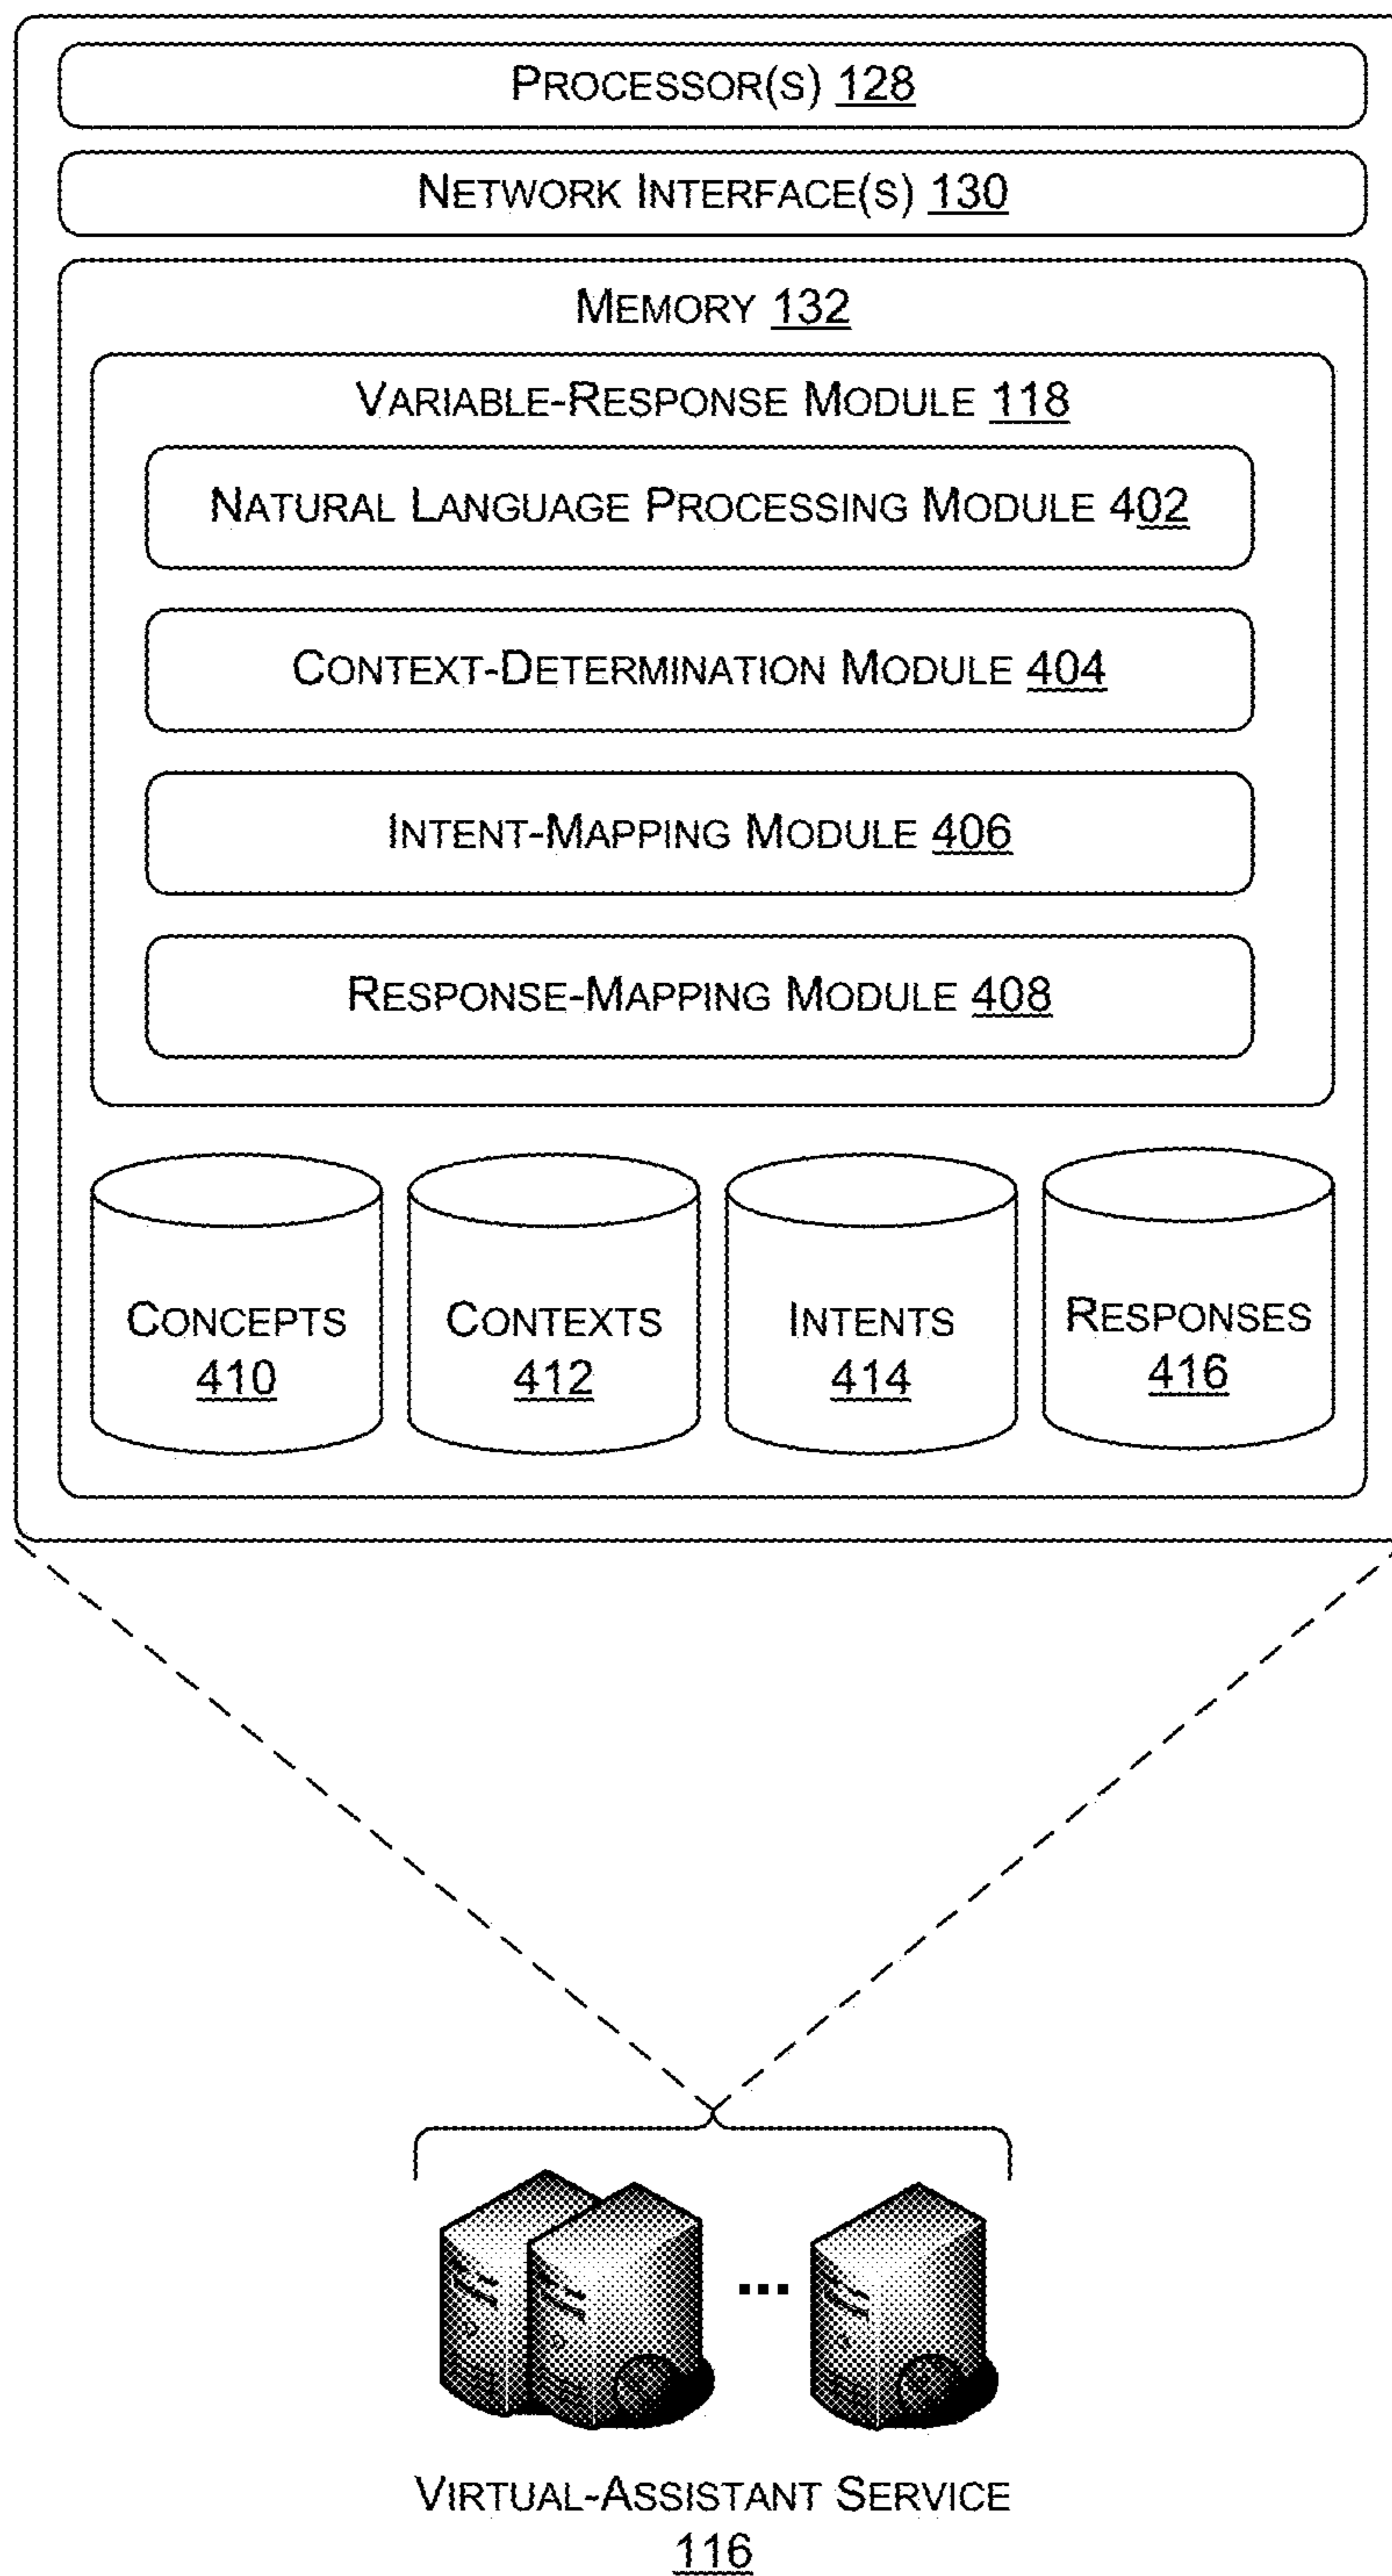 PROCESSOR(S) 128
NETWORK INTERFACE(S) 130
MEMORY 132
VARIABLE-RESPONSE MODULE 118
NATURAL LANGUAGE PROCESSING MODULE 402
CONTEXT-DETERMINATION MODULE 404
INTENT-MAPPING MODULE 406
RESPONSE-MAPPING MODULE 408
CONCEPTS
410
CONTEXTS
412
INTENTS
414
RESPONSES
416
...
VIRTUAL-ASSISTANT SERVICE
116